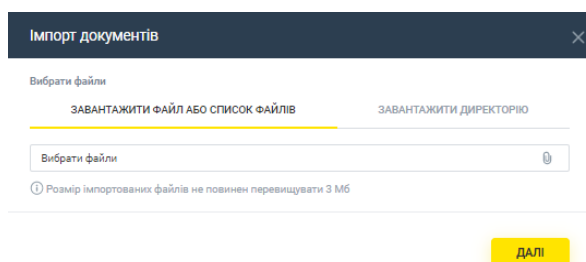 Імпорт документів
Вибрати файли
ЗАВАНТАЖИТИ ФАЙЛ АБО СПИСОК ФАЙЛІВ
ЗАВАНТАЖИТИ ДИРЕКТОРІЮ
Вибрати файли
Розмір імпортованих файлів не повинен перевищувати 3 Мб
ДАЛІ